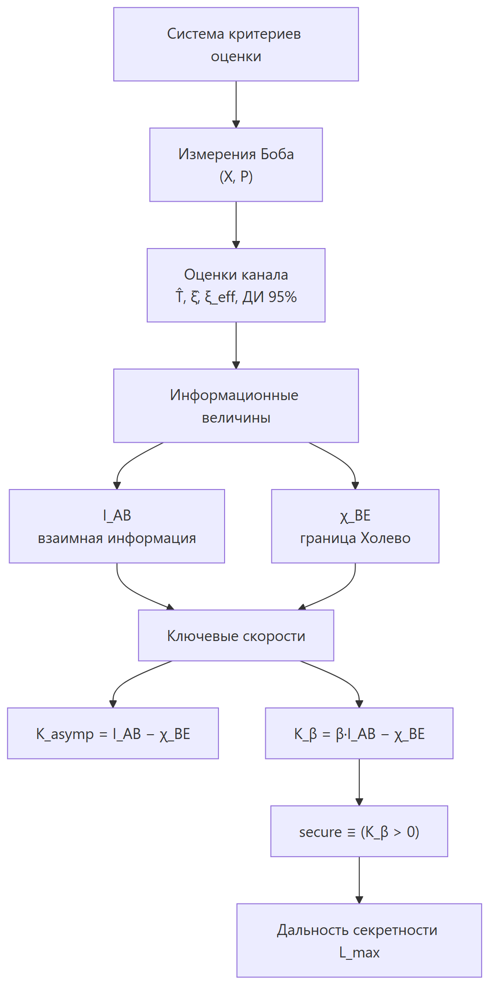 Система критериев
оценки
Измерения Боба
(X, P)
Оценки канала
T̂, ξ̂, ξ_eff, ДИ 95%
Информационные
величины
I_AB
взаимная информация
χ_BE
граница Холево
Ключевые скорости
K_asymp = I_AB − χ_BE
K_β = β·I_AB − χ_BE
secure ≡ (K_β > 0)
Дальность секретности
L_max